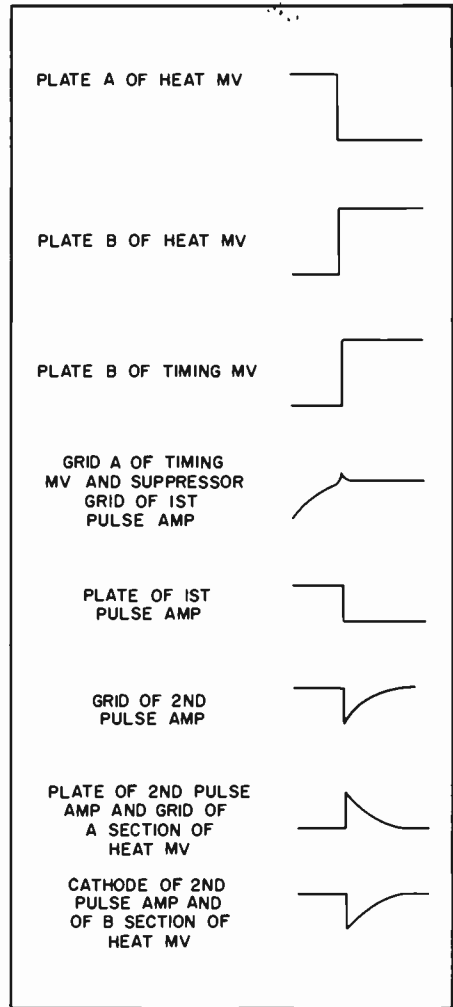 PLATE A OF HEAT MV
PLATE B OF HEAT MV
PLATE B OF TIMING MV
GRID A OF TIMING
MV AND SUPPRESSOR
GRID OF IST
PULSE AMP
PLATE OF IST
PULSE AMP
GRID OF 2ND
PULSE AMP
PLATE OF 2ND PULSE
AMP AND GRID OF
A SECTION OF
HEAT MV
CATHODE OF 2ND
PULSE AMP AND
OF B SECTION OF
HEAT MV